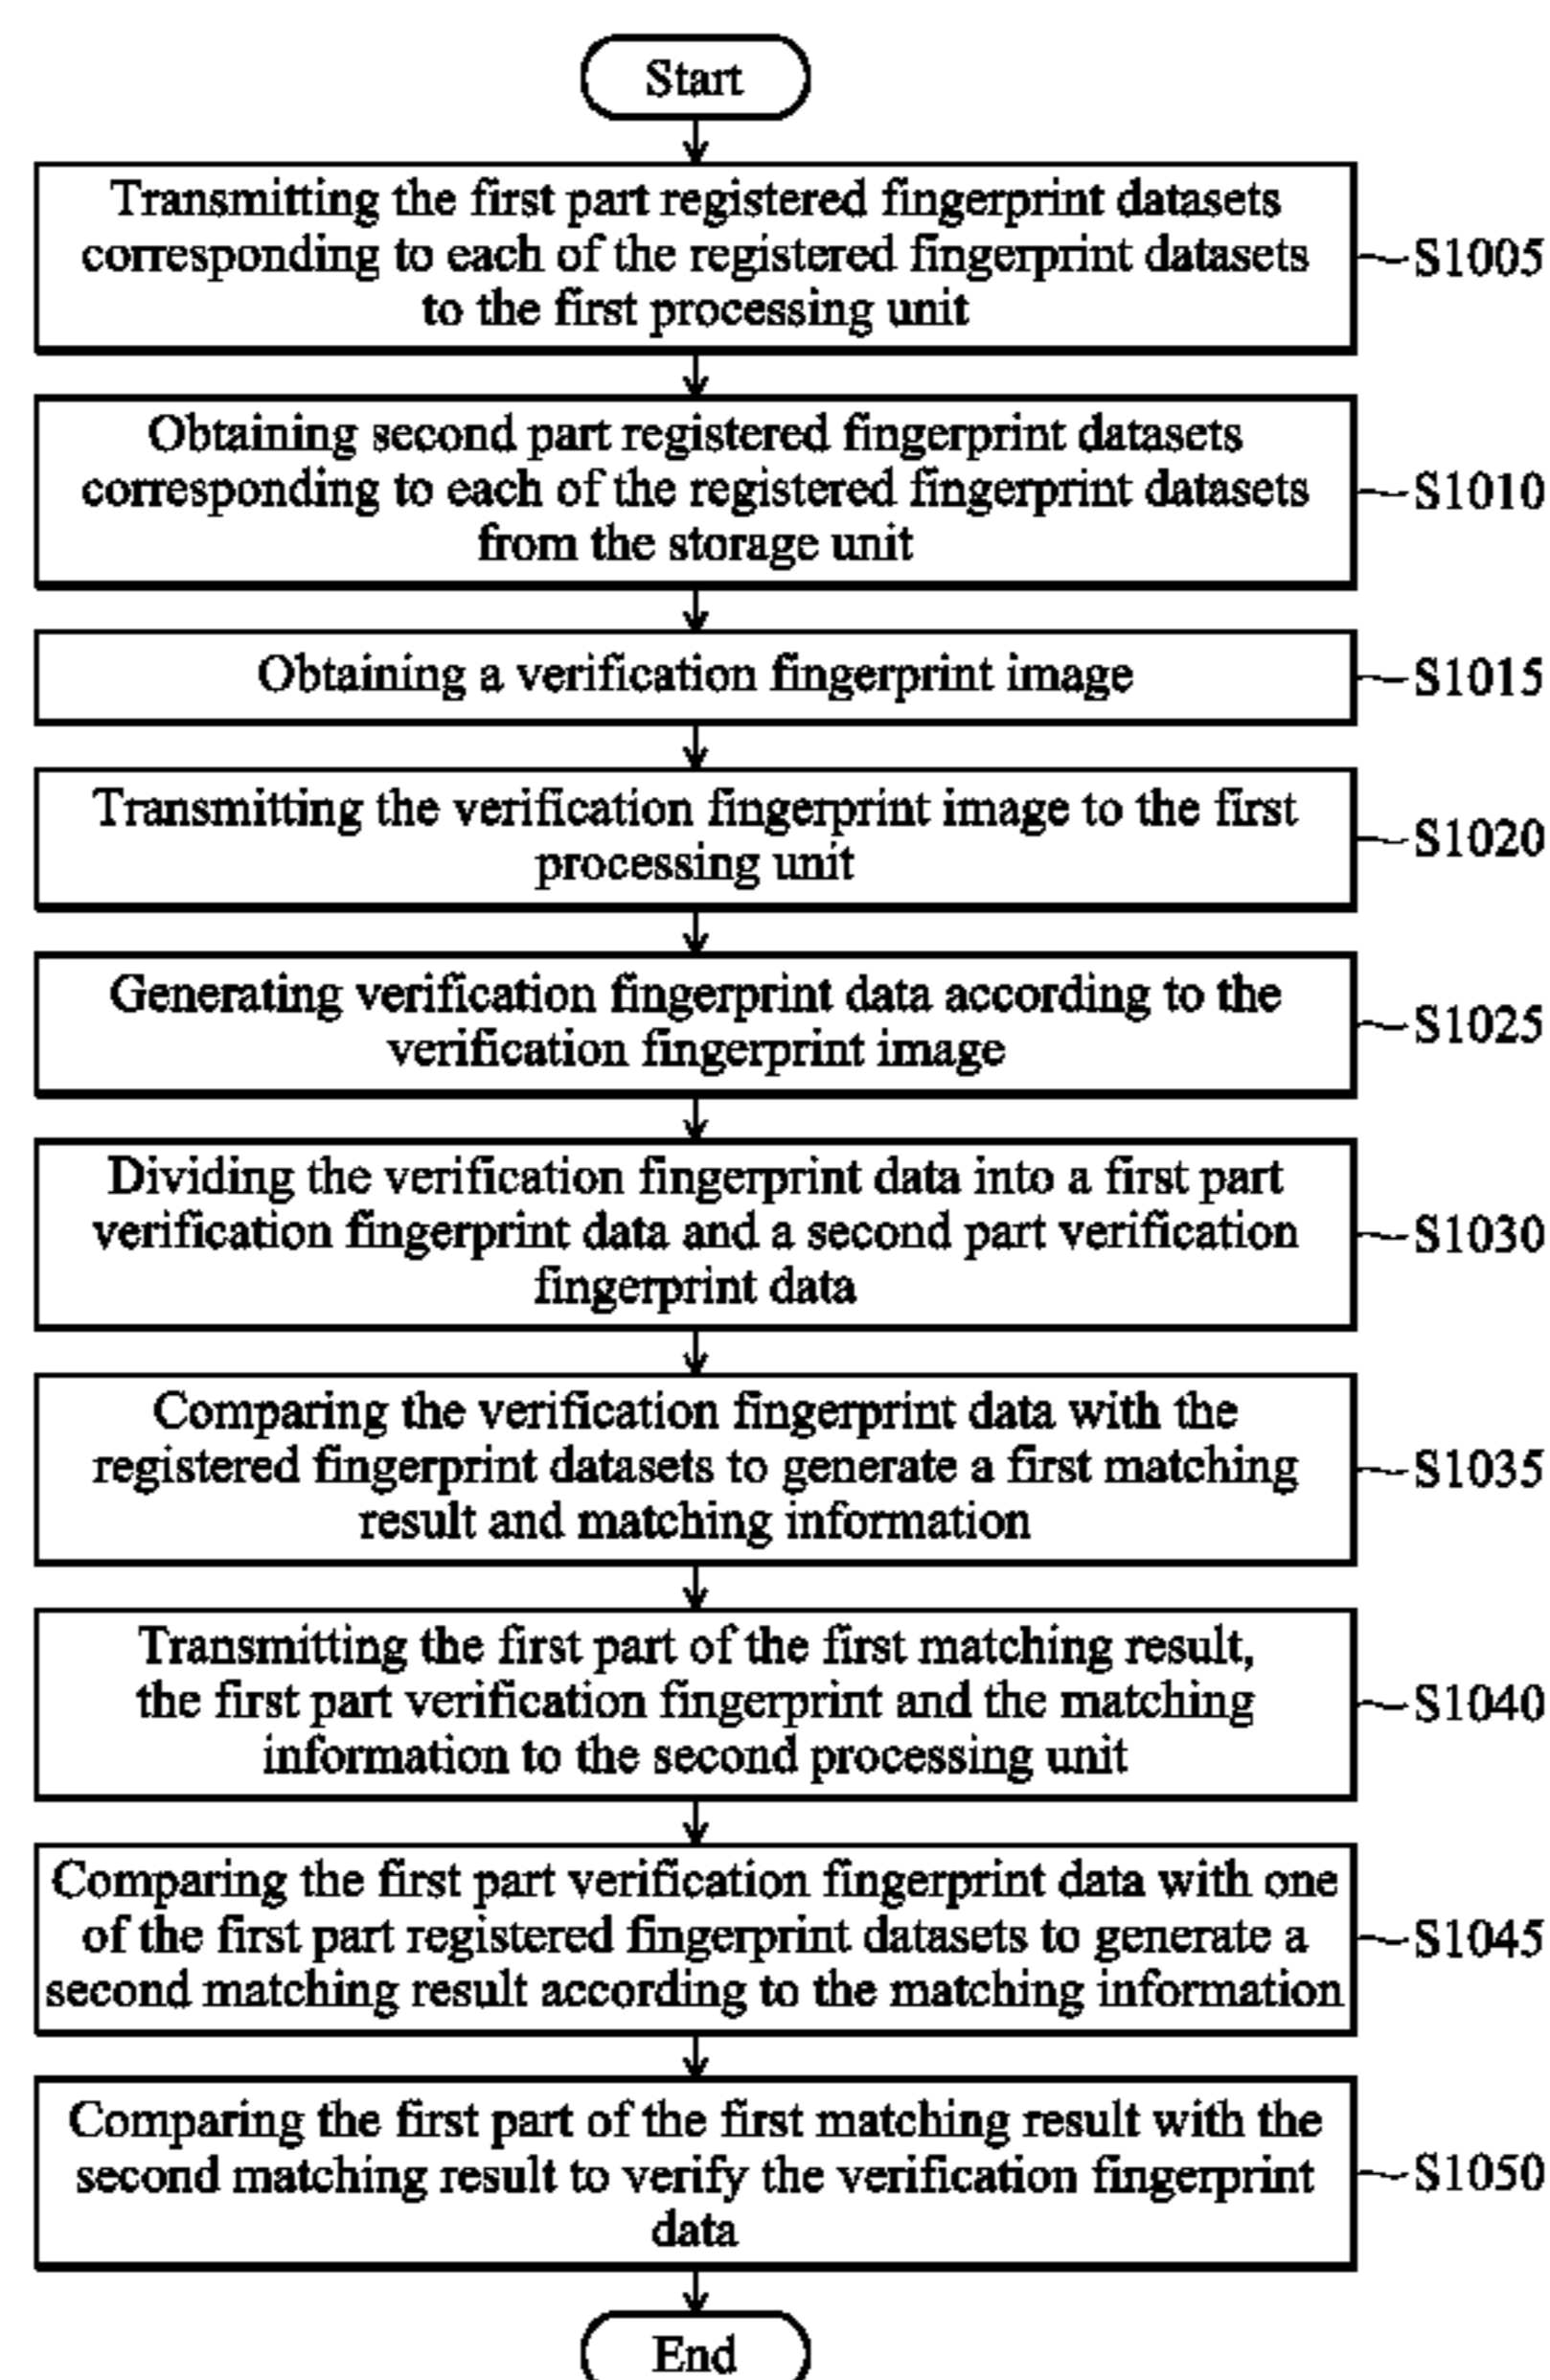 Start
Transmitting the first part registered fingerprint datasets
corresponding to each of the registered fingerprint datasets
to the first processing unit
S1005
Obtaining second part registered fingerprint datasets
corresponding to each of the registered fingerprint datasets
from the storage unit
S1010
Obtaining a verification fingerprint image
S1015
Transmitting the verification fingerprint image to the first
processing unit
S1020
Generating verification fingerprint data according to the
verification fingerprint image
S1025
Dividing the verification fingerprint data into a first part
verification fingerprint data and a second part verification
fingerprint data
S1030
Comparing the verification fingerprint data with the
registered fingerprint datasets to generate a first matching
result and matching information
S1035
Transmitting the first part of the first matching result,
the first part verification fingerprint and the matching
information to the second processing unit
S1040
Comparing the first part verification fingerprint data with one
of the first part registered fingerprint datasets to generate a
second matching result according to the matching information
S1045
Comparing the first part of the first matching result with the
second matching result to verify the verification fingerprint
data
S1050
End